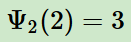 Ψ₂(2) = 3